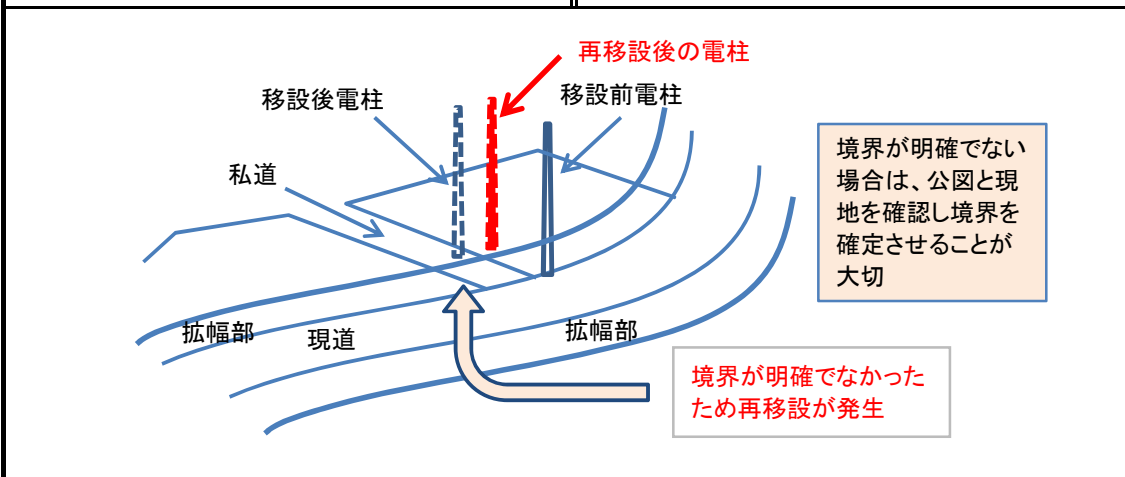 再移設後の電柱
移設後電柱
移設前電柱
私道
境界が明確でない
場合は、公図と現
地を確認し境界を
確定させることが
大切
拡幅部
現道
拡幅部
境界が明確でなかった
ため再移設が発生